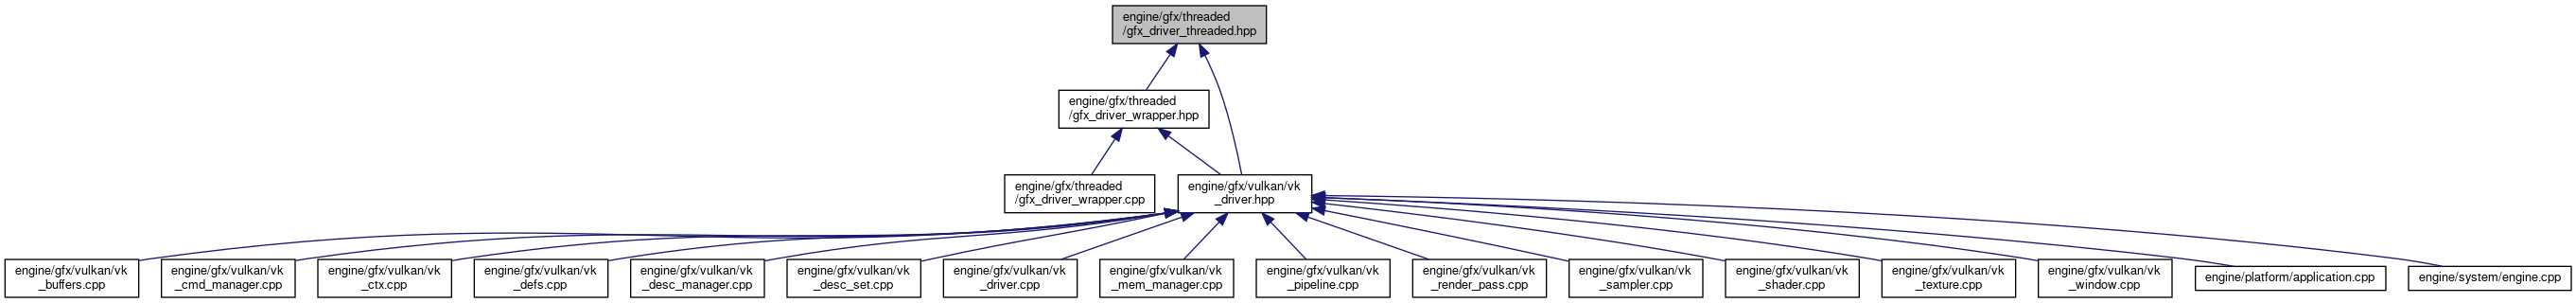 engine/gfx/threaded
/gfx_driver_threaded.hpp
engine/gfx/threaded
/gfx_driver_wrapper.hpp
engine/gfx/threaded
/gfx_driver_wrapper.cpp
engine/gfx/vulkan/vk
_driver.hpp
engine/gfx/vulkan/vk
_buffers.cpp
engine/gfx/vulkan/vk
_cmd_manager.cpp
engine/gfx/vulkan/vk
_ctx.cpp
engine/gfx/vulkan/vk
_defs.cpp
engine/gfx/vulkan/vk
_desc_manager.cpp
engine/gfx/vulkan/vk
_desc_set.cpp
engine/gfx/vulkan/vk
_driver.cpp
engine/gfx/vulkan/vk
_mem_manager.cpp
engine/gfx/vulkan/vk
_pipeline.cpp
engine/gfx/vulkan/vk
_render_pass.cpp
engine/gfx/vulkan/vk
_sampler.cpp
engine/gfx/vulkan/vk
_shader.cpp
engine/gfx/vulkan/vk
_texture.cpp
engine/gfx/vulkan/vk
_window.cpp
engine/platform/application.cpp
engine/system/engine.cpp